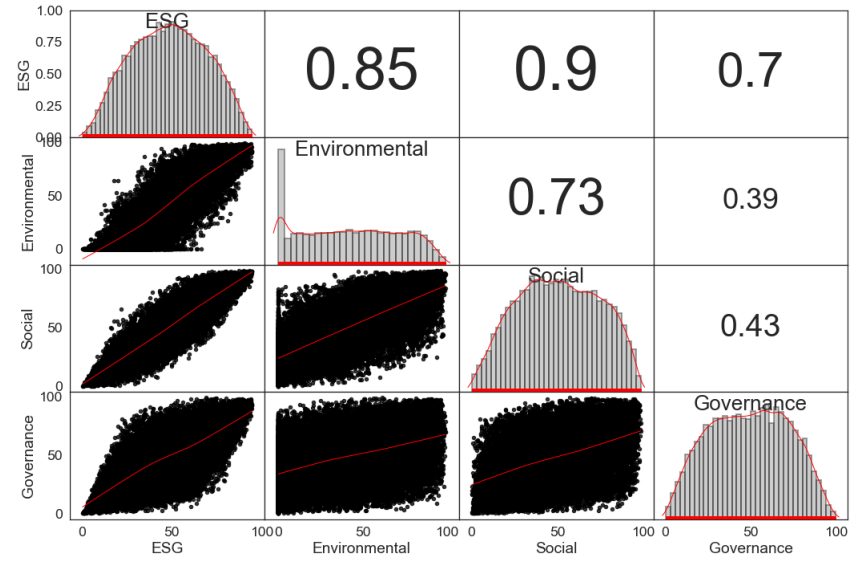 1.00
ESG
0.75
0.50
0.25
0.00
ESG
0.85
0.9
0.7
100
50
0
Environmental
Environmental
0.73
0.39
100
50
0
Social
Social
0.43
100
50
0
Governance
Governance
0 50 100 0 50 100 0 50 100 0 50 100
ESG Environmental Social Governance